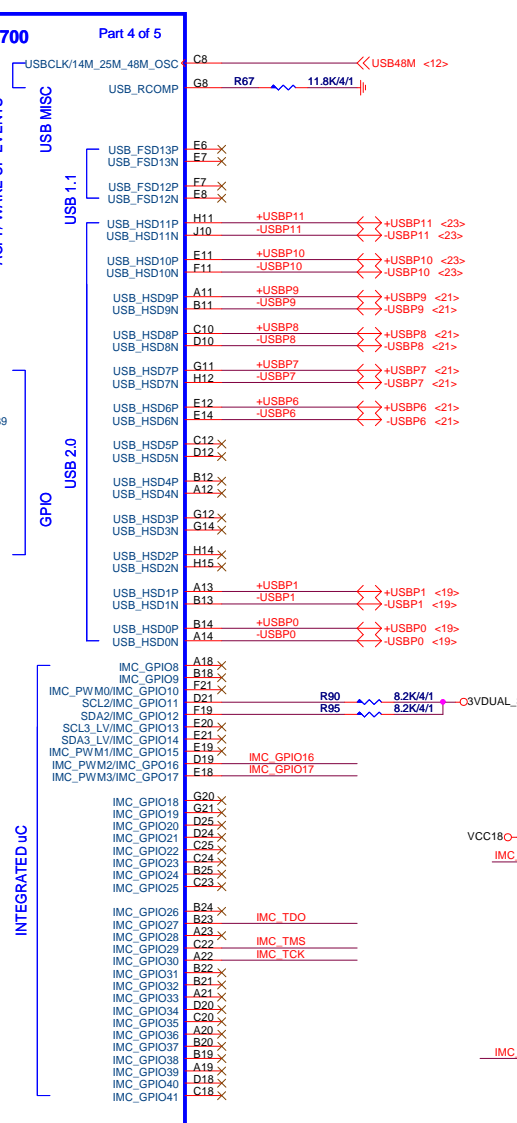 700 Part 4 of 5
USBCLK/14M_25M_48M_OSC C8 USB48M <12>
USB_RCOMP G8 R67 11.8K/4/1
USB MISC
USB_FSD13P E6
USB_FSD13N E7
USB_FSD12P F7
USB_FSD12N E8
USB 1.1
USB_HSD11P H11 +USBP11 +USBP11 <23>
USB_HSD11N J10 -USBP11 -USBP11 <23>
USB_HSD10P E11 +USBP10 +USBP10 <23>
USB_HSD10N F11 -USBP10 -USBP10 <23>
USB_HSD9P A11 +USBP9 +USBP9 <21>
USB_HSD9N B11 -USBP9 -USBP9 <21>
USB_HSD8P C10 +USBP8 +USBP8 <21>
USB_HSD8N D10 -USBP8 -USBP8 <21>
USB_HSD7P G11 +USBP7 +USBP7 <21>
USB_HSD7N H12 -USBP7 -USBP7 <21>
USB_HSD6P E12 +USBP6 +USBP6 <21>
USB_HSD6N E14 -USBP6 -USBP6 <21>
USB_HSD5P C12
USB_HSD5N D12
USB_HSD4P B12
USB_HSD4N A12
USB_HSD3P G12
USB_HSD3N G14
USB_HSD2P H14
USB_HSD2N H15
USB_HSD1P A13 +USBP1 +USBP1 <19>
USB_HSD1N B13 -USBP1 -USBP1 <19>
USB_HSD0P B14 +USBP0 +USBP0 <19>
USB_HSD0N A14 -USBP0 -USBP0 <19>
USB 2.0
GPIO
IMC_GPIO8 A18
IMC_GPIO9 B18
IMC_PWM0/IMC_GPIO10 F21
SCL2/IMC_GPIO11 D21 R90 8.2K/4/1 3VDUAL_
SDA2/IMC_GPIO12 F19 R95 8.2K/4/1
SCL3_LV/IMC_GPIO13 E20
SDA3_LV/IMC_GPIO14 E21
IMC_PWM1/IMC_GPIO15 E19
IMC_PWM2/IMC_GPO16 D19 IMC_GPIO16
IMC_PWM3/IMC_GPO17 E18 IMC_GPIO17
IMC_GPIO18 G20
IMC_GPIO19 G21
IMC_GPIO20 D25
IMC_GPIO21 D24 VCC18
IMC_GPIO22 C25
IMC_GPIO23 C24 IMC_
IMC_GPIO24 B25
IMC_GPIO25 C23
INTEGRATED uC
IMC_GPIO26 B24
IMC_GPIO27 B23 IMC_TDO
IMC_GPIO28 A23
IMC_GPIO29 C22 IMC_TMS
IMC_GPIO30 A22 IMC_TCK
IMC_GPIO31 B22
IMC_GPIO32 B21
IMC_GPIO33 A21
IMC_GPIO34 D20
IMC_GPIO35 C20
IMC_GPIO36 A20
IMC_GPIO37 B20
IMC_GPIO38 B19 IMC_
IMC_GPIO39 A19
IMC_GPIO40 D18
IMC_GPIO41 C18